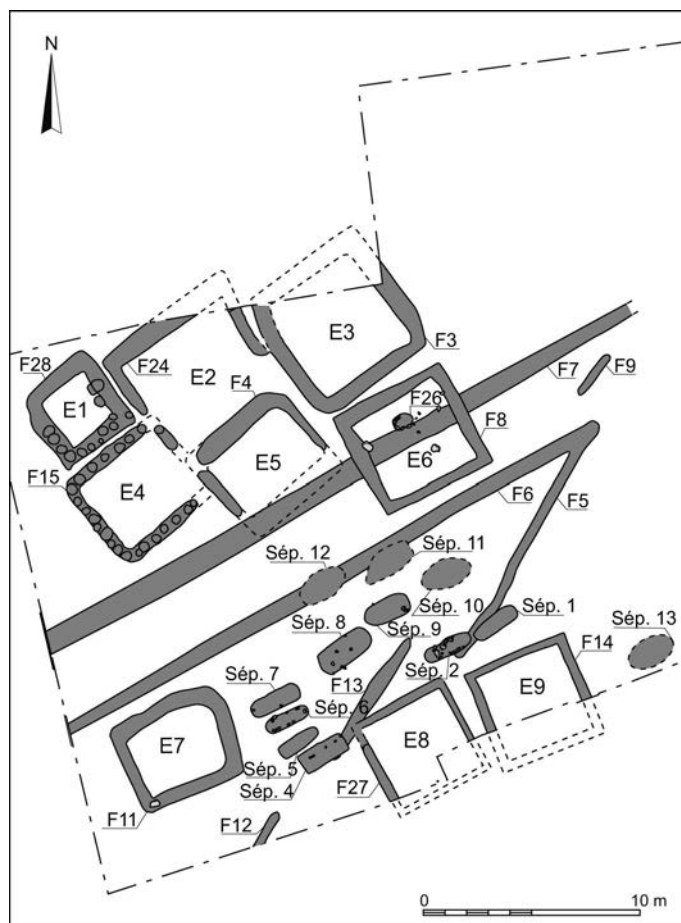 N
E3
F3
F28
F24
E2
F4
F7
F9
E1
F26
F8
E6
E5
F15
E4
F6
F5
Sép. 12
Sép. 11
Sép. 10
Sép. 1
Sép. 8
Sép. 9
Sép. 13
Sép. 2
F14
Sép. 7
F13
E9
Sép. 6
E7
E8
Sép. 5
Sép. 4
F27
F11
F12
0 10 m